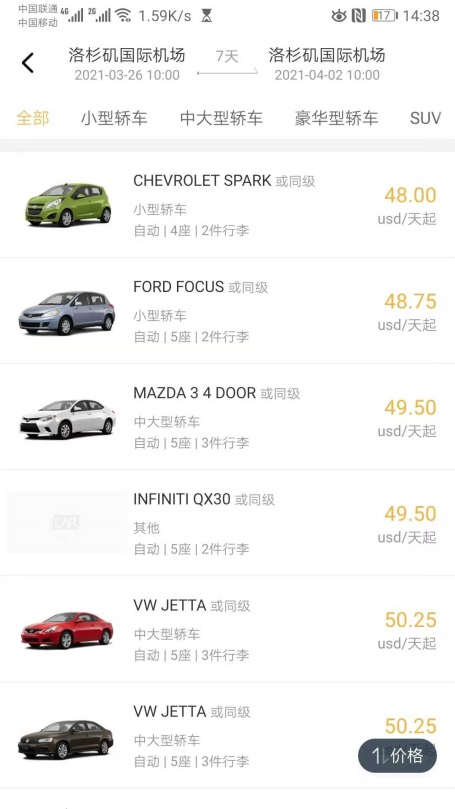 中国联通 4G 2G 1.59K/s 17 14:38
中国移动
洛杉矶国际机场 7天 洛杉矶国际机场
2021-03-26 10:00 2021-04-02 10:00
全部 小型轿车 中大型轿车 豪华型轿车 SUV
CHEVROLET SPARK 或同级
48.00
小型轿车
usd/天起
自动 | 4座 | 2件行李
FORD FOCUS 或同级
48.75
小型轿车
usd/天起
自动 | 5座 | 2件行李
MAZDA 3 4 DOOR 或同级
49.50
中大型轿车
usd/天起
自动 | 5座 | 3件行李
INFINITI QX30 或同级
49.50
CAR
其他
usd/天起
自动 | 5座 | 2件行李
VW JETTA 或同级
50.25
中大型轿车
usd/天起
自动 | 5座 | 3件行李
VW JETTA 或同级
50.25
中大型轿车
价格
自动 | 5座 | 3件行李